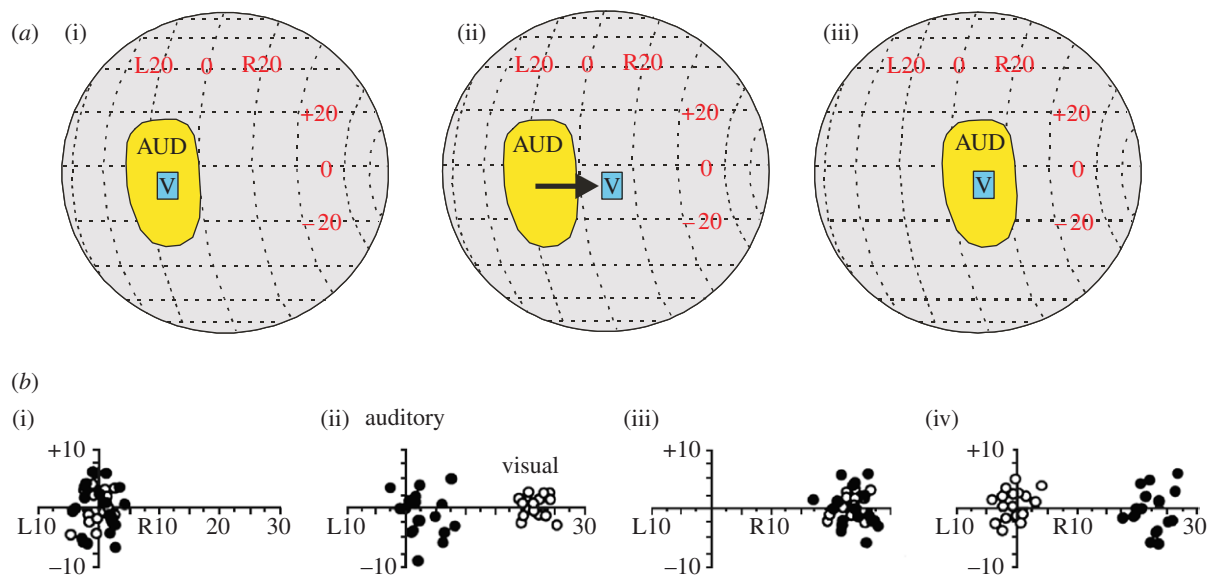 (a) (i) (ii) (iii)
L20 0 R20 L20 0 R20 L20 0 R20
+20 +20 +20
AUD AUD AUD
0 0 0
V V V
−20 −20 −20
(b)
(i) (ii) auditory (iii) (iv)
+10 +10 +10 +10
visual
L10 R10 20 30 L10 30 L10 R10 L10 R10 30
−10 −10 −10 −10